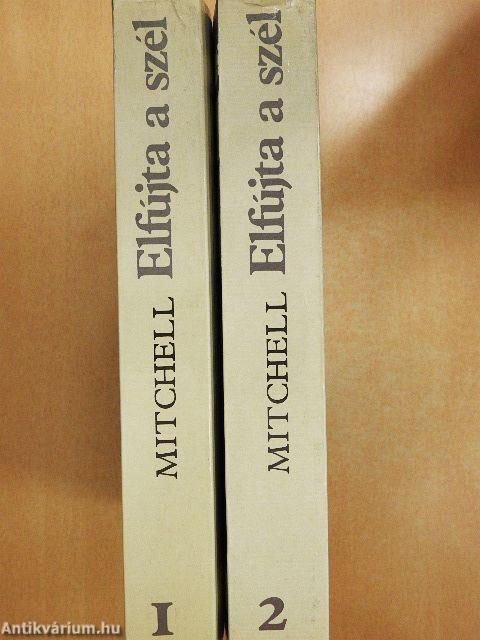 I MITCHELL Elfújta a szél
2 MITCHELL Elfújta a szél
Antikvárium.hu